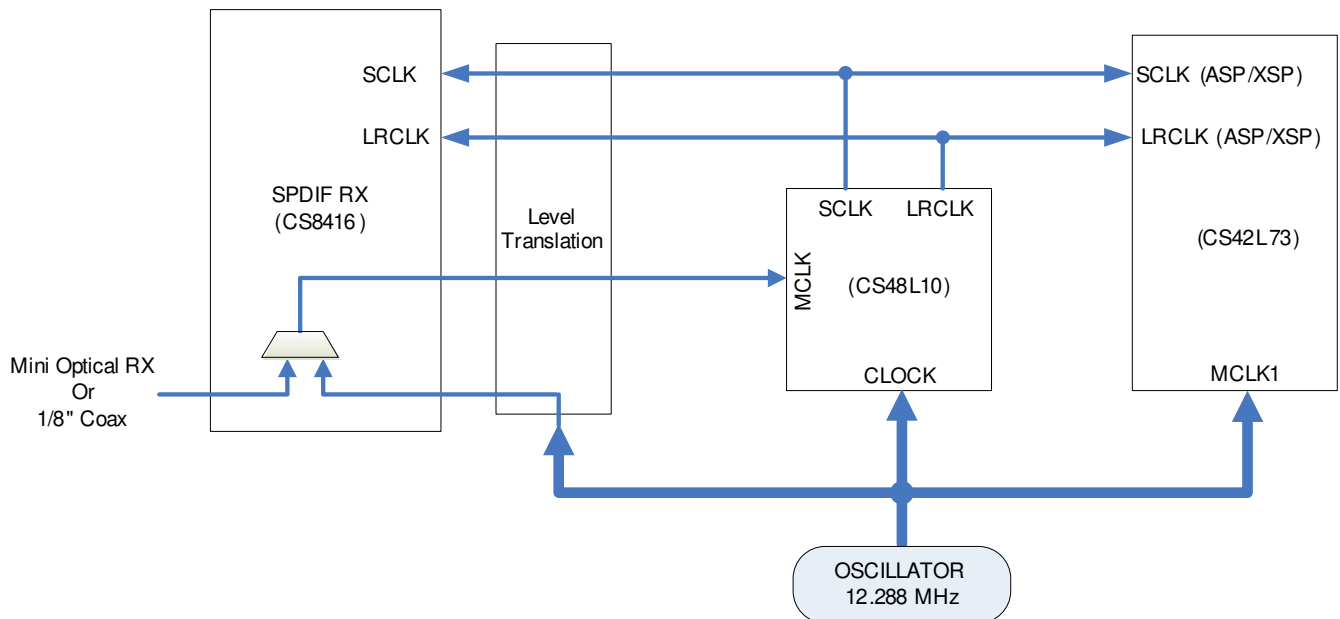 SCLK
LRCLK
SPDIF RX
(CS8416)
Mini Optical RX
Or
1/8" Coax
Level
Translation
SCLK LRCLK
MCLK
(CS48L10)
CLOCK
SCLK (ASP/XSP)
LRCLK (ASP/XSP)
(CS42L73)
MCLK1
OSCILLATOR
12.288 MHz